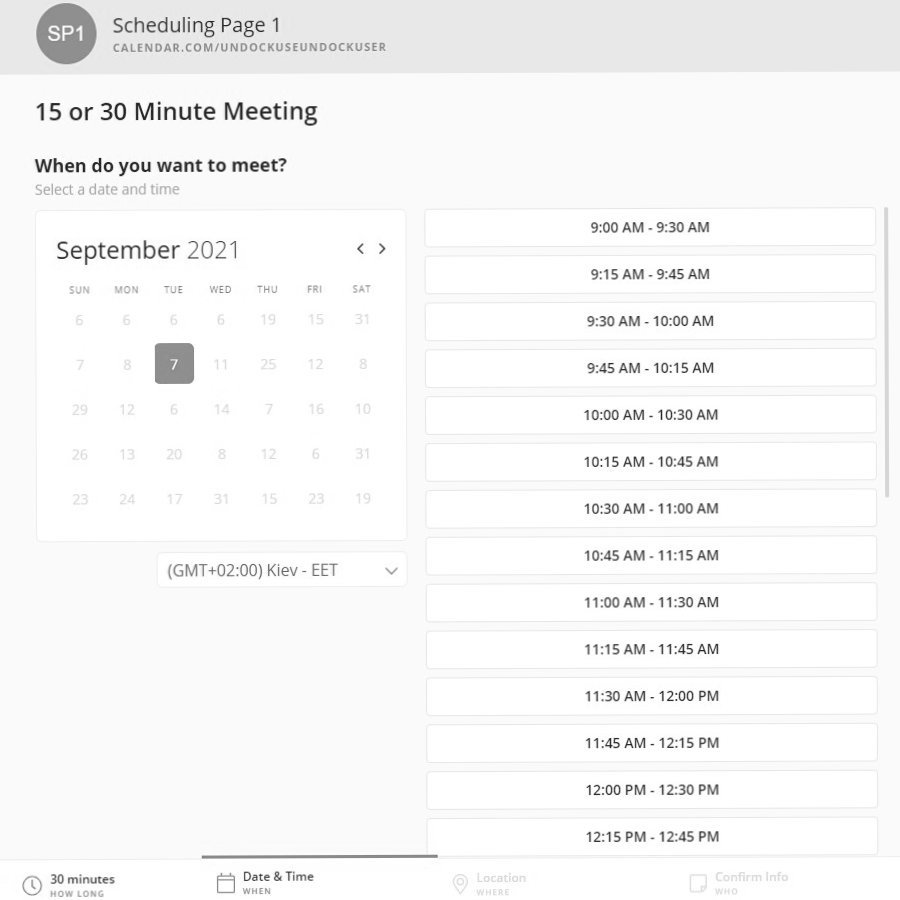 SP1
Scheduling Page 1
CALENDAR.COM/UNDOCKUSEUNDOCKUSER
15 or 30 Minute Meeting
When do you want to meet?
Select a date and time
September 2021
SUN MON TUE WED THU FRI SAT
6 6 6 6 19 15 31
7 8 7 11 25 12 8
29 12 6 14 7 16 10
26 13 20 8 12 6 31
23 24 17 31 15 23 19
(GMT+02:00) Kiev - EET
9:00 AM - 9:30 AM
9:15 AM - 9:45 AM
9:30 AM - 10:00 AM
9:45 AM - 10:15 AM
10:00 AM - 10:30 AM
10:15 AM - 10:45 AM
10:30 AM - 11:00 AM
10:45 AM - 11:15 AM
11:00 AM - 11:30 AM
11:15 AM - 11:45 AM
11:30 AM - 12:00 PM
11:45 AM - 12:15 PM
12:00 PM - 12:30 PM
12:15 PM - 12:45 PM
30 minutes
HOW LONG
Date & Time
WHEN
Location
WHERE
Confirm Info
WHO